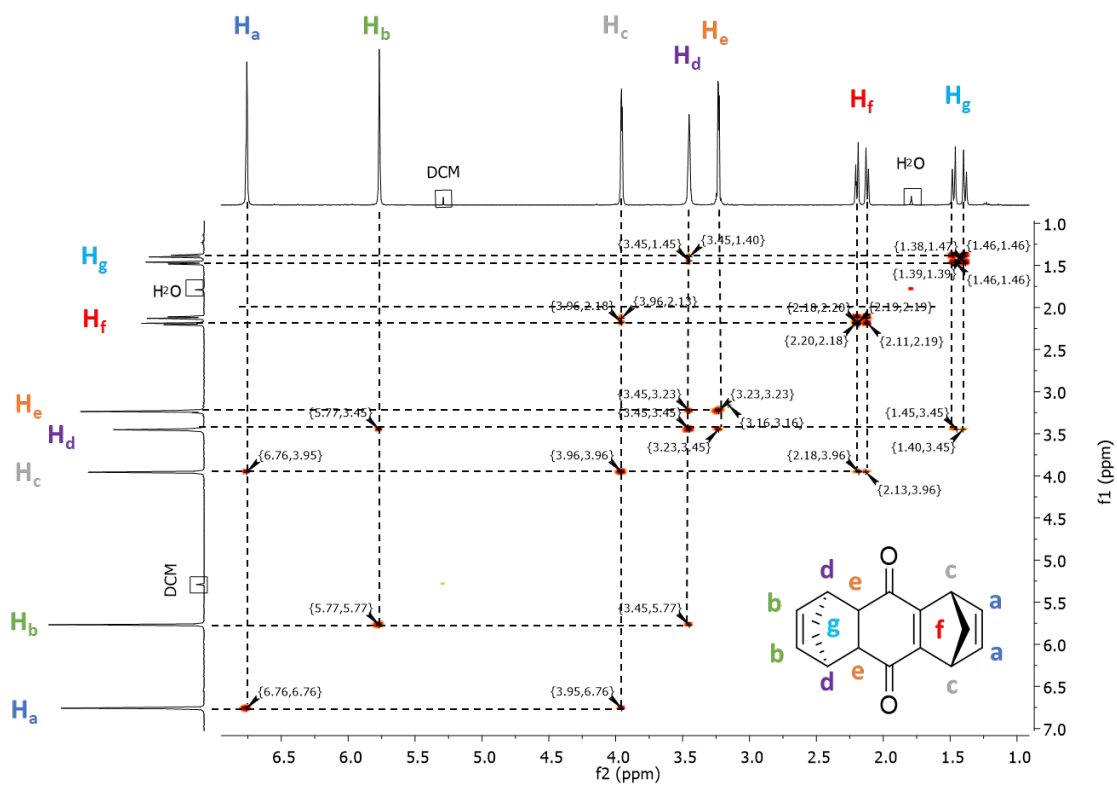 Ha
Hb
Hc
Hd
He
Hf
Hg
DCM
H2O
{3.45,1.45}
{3.45,1.40}
{1.38,1.47}
{1.46,1.46}
{1.39,1.39}
{1.46,1.46}
{3.96,2.18}
{3.96,2.13}
{2.18,2.20}
{2.19,2.19}
{2.20,2.18}
{2.11,2.19}
{3.45,3.23}
{3.23,3.23}
{5.77,3.45}
{3.45,3.45}
{3.16,3.16}
{1.45,3.45}
{3.23,3.45}
{1.40,3.45}
{6.76,3.95}
{3.96,3.96}
{2.18,3.96}
{2.13,3.96}
{5.77,5.77}
{3.45,5.77}
{6.76,6.76}
{3.95,6.76}
Hg
H2O
Hf
He
Hd
Hc
DCM
Hb
Ha
1.0
1.5
2.0
2.5
3.0
3.5
4.0
4.5
5.0
5.5
6.0
6.5
7.0
f1 (ppm)
O
d
e
c
b
a
g
f
b
a
d
e
c
O
6.5
6.0
5.5
5.0
4.5
4.0
3.5
3.0
2.5
2.0
1.5
1.0
f2 (ppm)